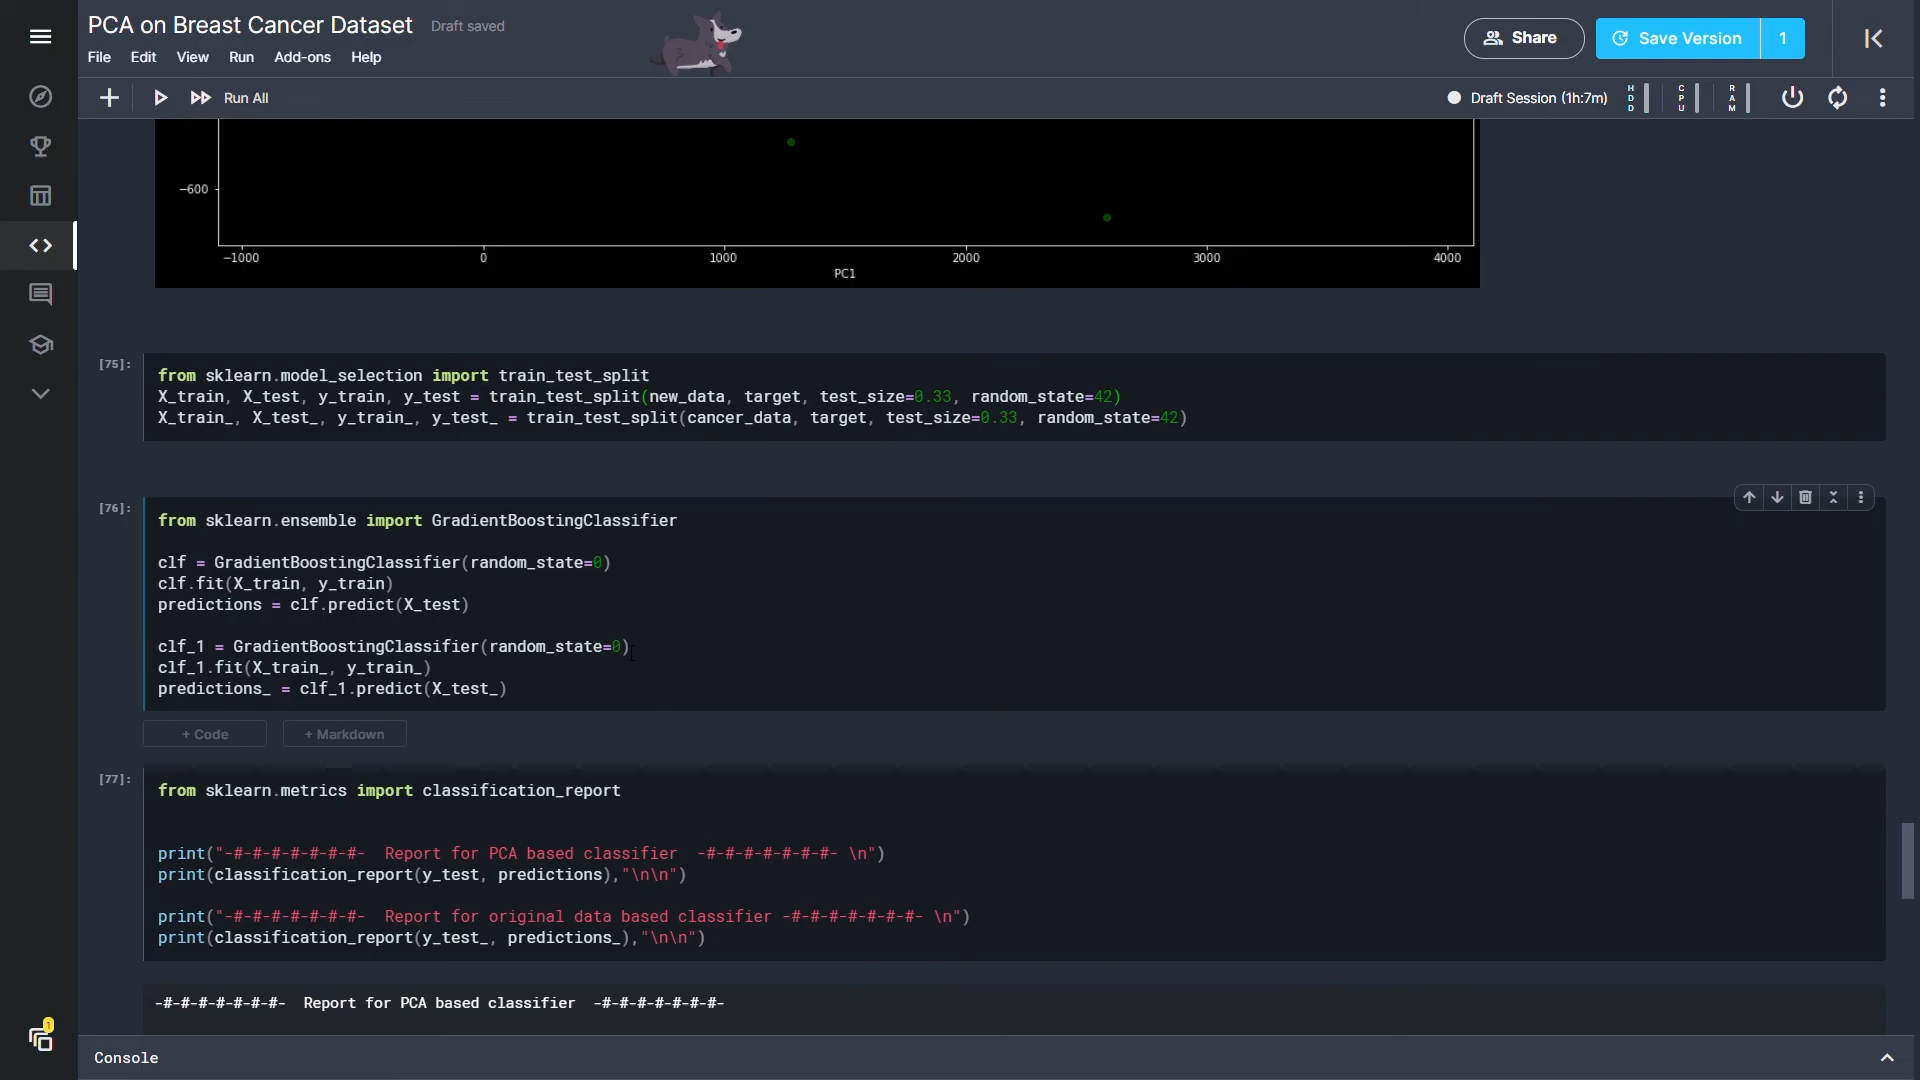 PCA on Breast Cancer Dataset Draft saved
File Edit View Run Add-ons Help
Share
Save Version 1
Run All
Draft Session (1h:7m) HDD CPU RAM
−600
−1000 0 1000 2000 3000 4000
PC1
[75]:
from sklearn.model_selection import train_test_split
X_train, X_test, y_train, y_test = train_test_split(new_data, target, test_size=0.33, random_state=42)
X_train_, X_test_, y_train_, y_test_ = train_test_split(cancer_data, target, test_size=0.33, random_state=42)
[76]:
from sklearn.ensemble import GradientBoostingClassifier
clf = GradientBoostingClassifier(random_state=0)
clf.fit(X_train, y_train)
predictions = clf.predict(X_test)
clf_1 = GradientBoostingClassifier(random_state=0)
clf_1.fit(X_train_, y_train_)
predictions_ = clf_1.predict(X_test_)
+ Code + Markdown
[77]:
from sklearn.metrics import classification_report
print("-#-#-#-#-#-#-#-  Report for PCA based classifier  -#-#-#-#-#-#-#- \n")
print(classification_report(y_test, predictions),"\n\n")
print("-#-#-#-#-#-#-#-  Report for original data based classifier -#-#-#-#-#-#-#- \n")
print(classification_report(y_test_, predictions_),"\n\n")
-#-#-#-#-#-#-#-  Report for PCA based classifier  -#-#-#-#-#-#-#-
1
Console